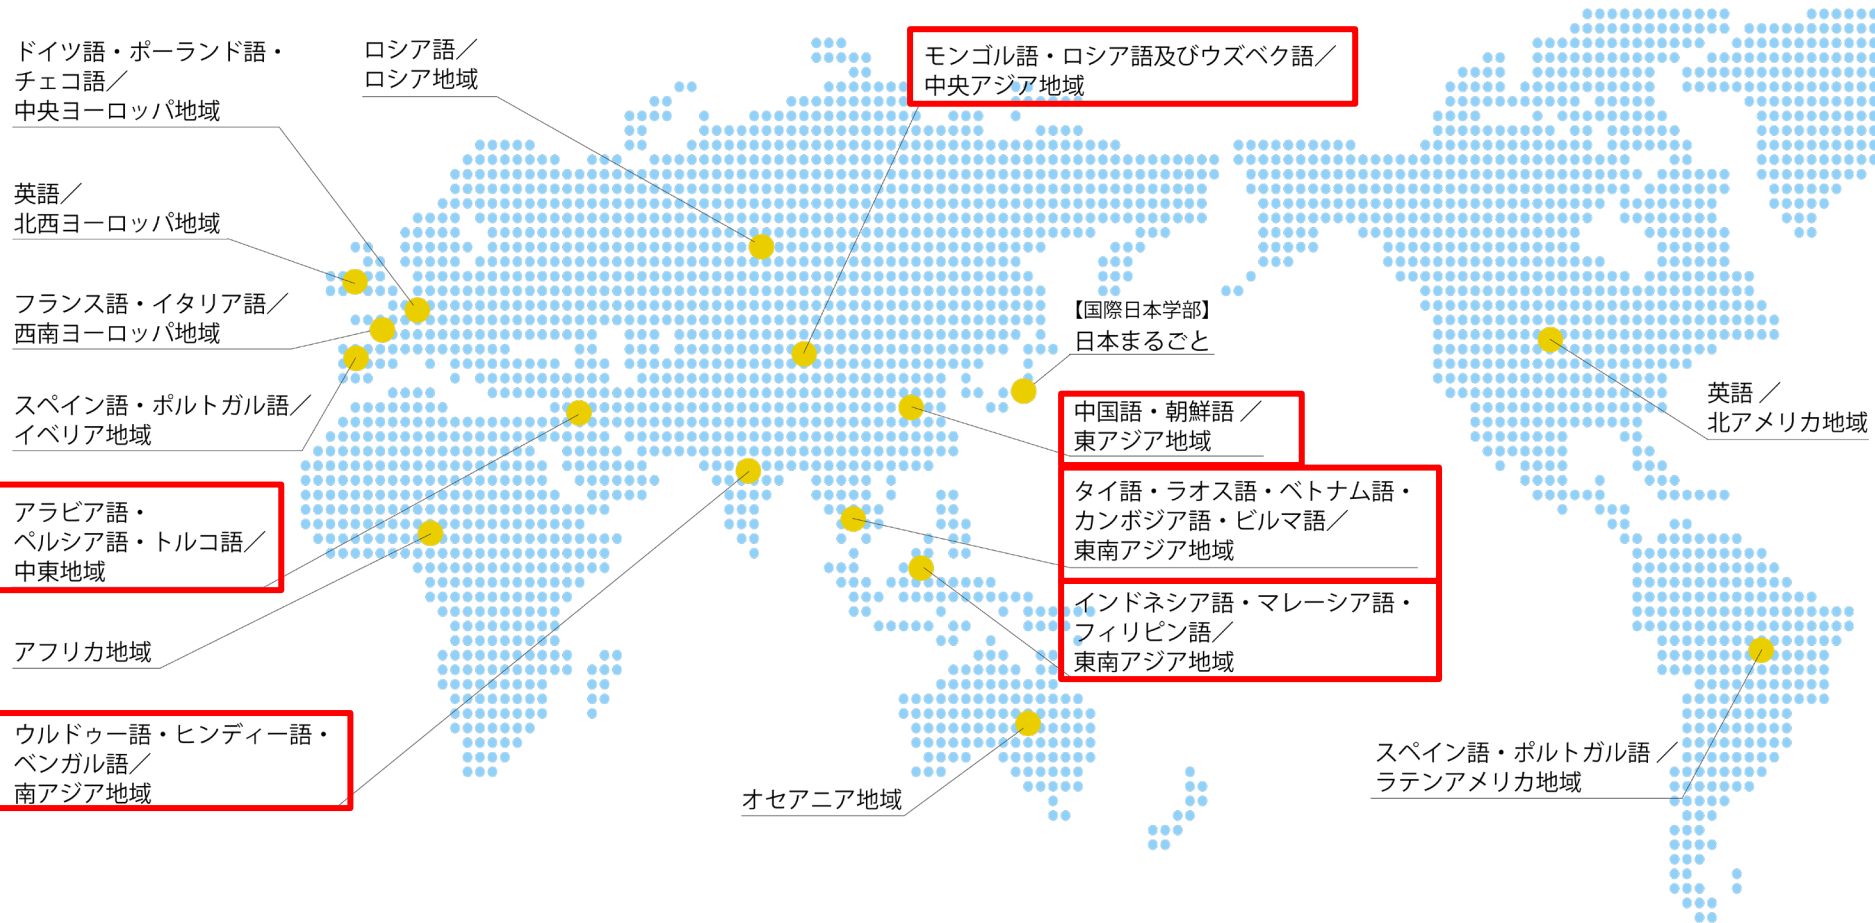 ドイツ語・ポーランド語・
チェコ語／
中央ヨーロッパ地域
ロシア語／
ロシア地域
モンゴル語・ロシア語及びウズベク語／
中央アジア地域
英語／
北西ヨーロッパ地域
フランス語・イタリア語／
西南ヨーロッパ地域
【国際日本学部】
日本まるごと
スペイン語・ポルトガル語／
イベリア地域
中国語・朝鮮語／
東アジア地域
英語／
北アメリカ地域
アラビア語・
ペルシア語・トルコ語／
中東地域
タイ語・ラオス語・ベトナム語・
カンボジア語・ビルマ語／
東南アジア地域
インドネシア語・マレーシア語・
フィリピン語／
東南アジア地域
アフリカ地域
ウルドゥー語・ヒンディー語・
ベンガル語／
南アジア地域
オセアニア地域
スペイン語・ポルトガル語／
ラテンアメリカ地域